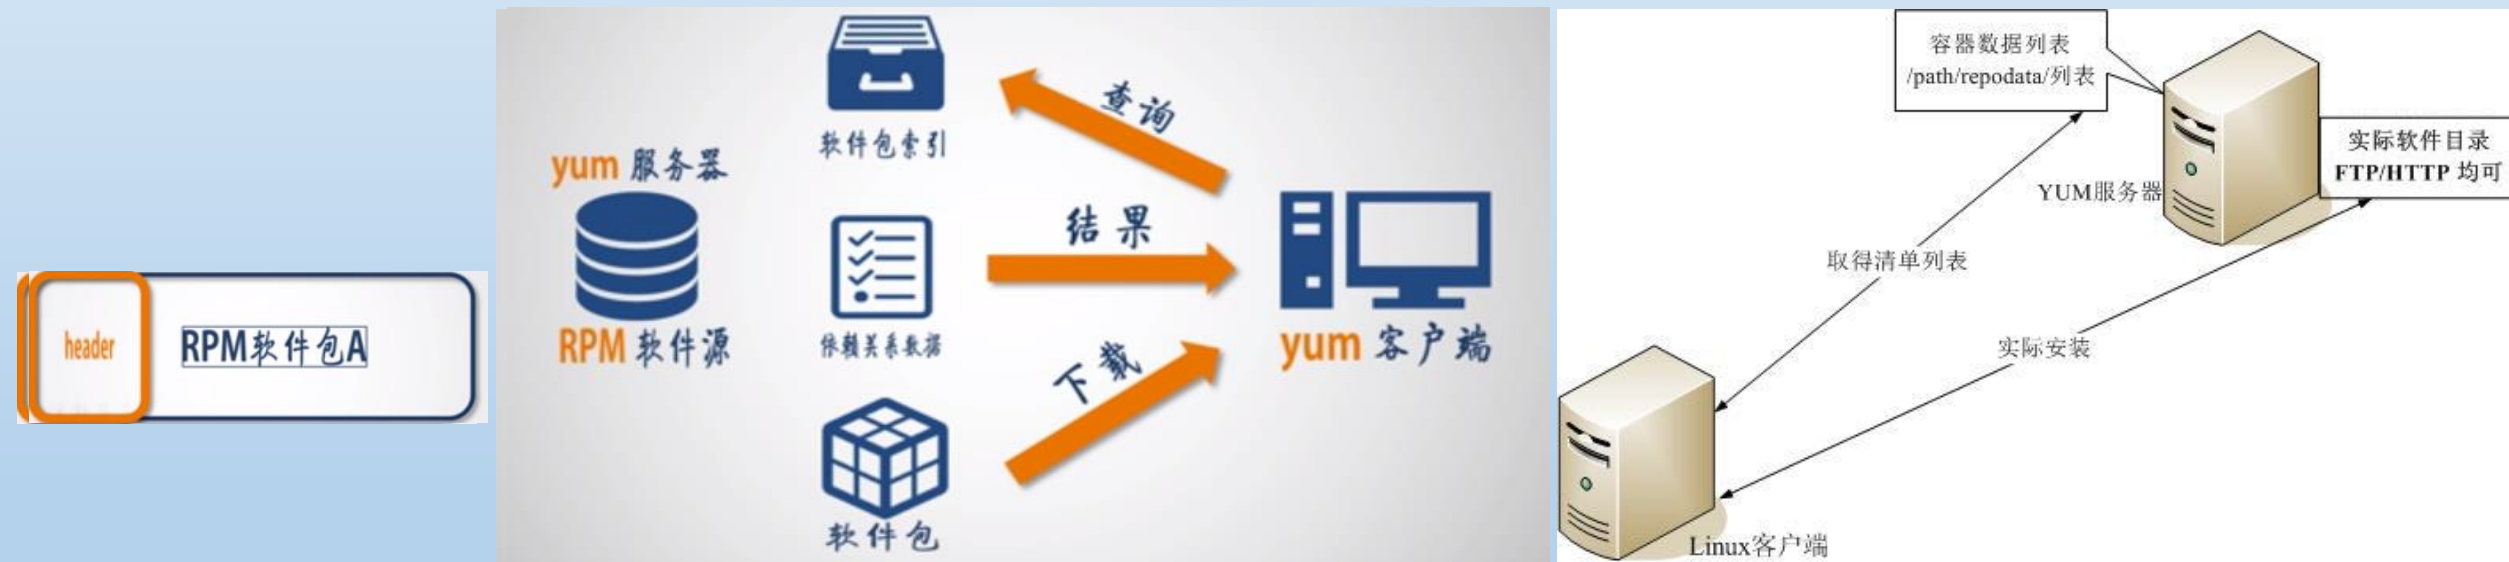 header
RPM软件包A
yum 服务器
RPM 软件源
软件包索引
依赖关系数据
软件包
查询
结果
下载
yum 客户端
容器数据列表
/path/repodata/列表
实际软件目录
FTP/HTTP 均可
YUM服务器
取得清单列表
实际安装
Linux客户端